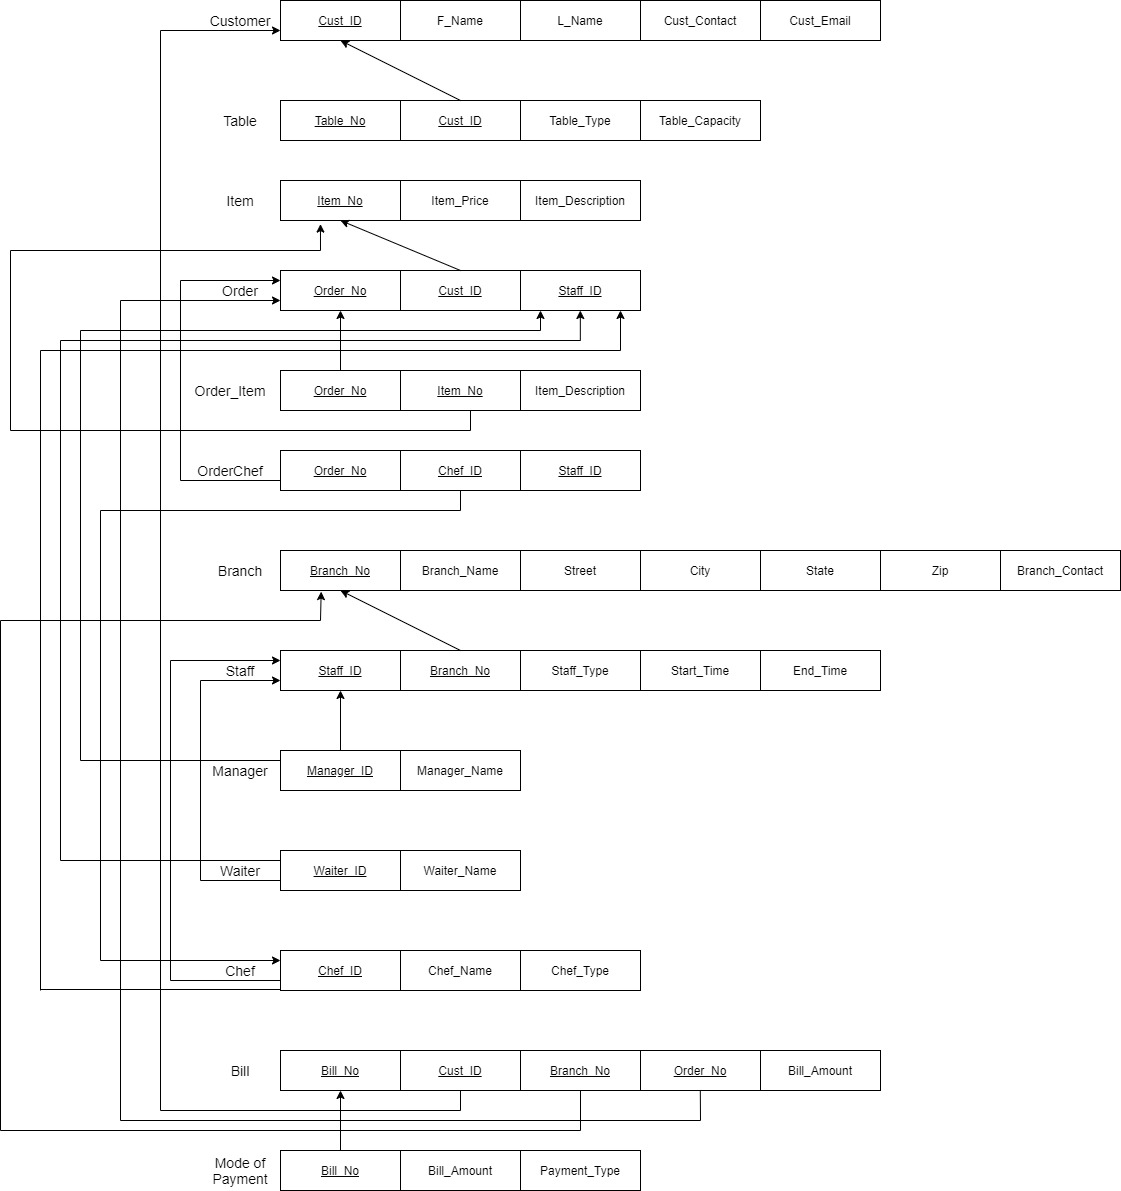 Customer Cust_ID F_Name L_Name Cust_Contact Cust_Email
Table Table_No Cust_ID Table_Type Table_Capacity
Item Item_No Item_Price Item_Description
Order Order_No Cust_ID Staff_ID
Order_Item Order_No Item_No Item_Description
OrderChef Order_No Chef_ID Staff_ID
Branch Branch_No Branch_Name Street City State Zip Branch_Contact
Staff Staff_ID Branch_No Staff_Type Start_Time End_Time
Manager Manager_ID Manager_Name
Waiter Waiter_ID Waiter_Name
Chef Chef_ID Chef_Name Chef_Type
Bill Bill_No Cust_ID Branch_No Order_No Bill_Amount
Mode of
Payment Bill_No Bill_Amount Payment_Type